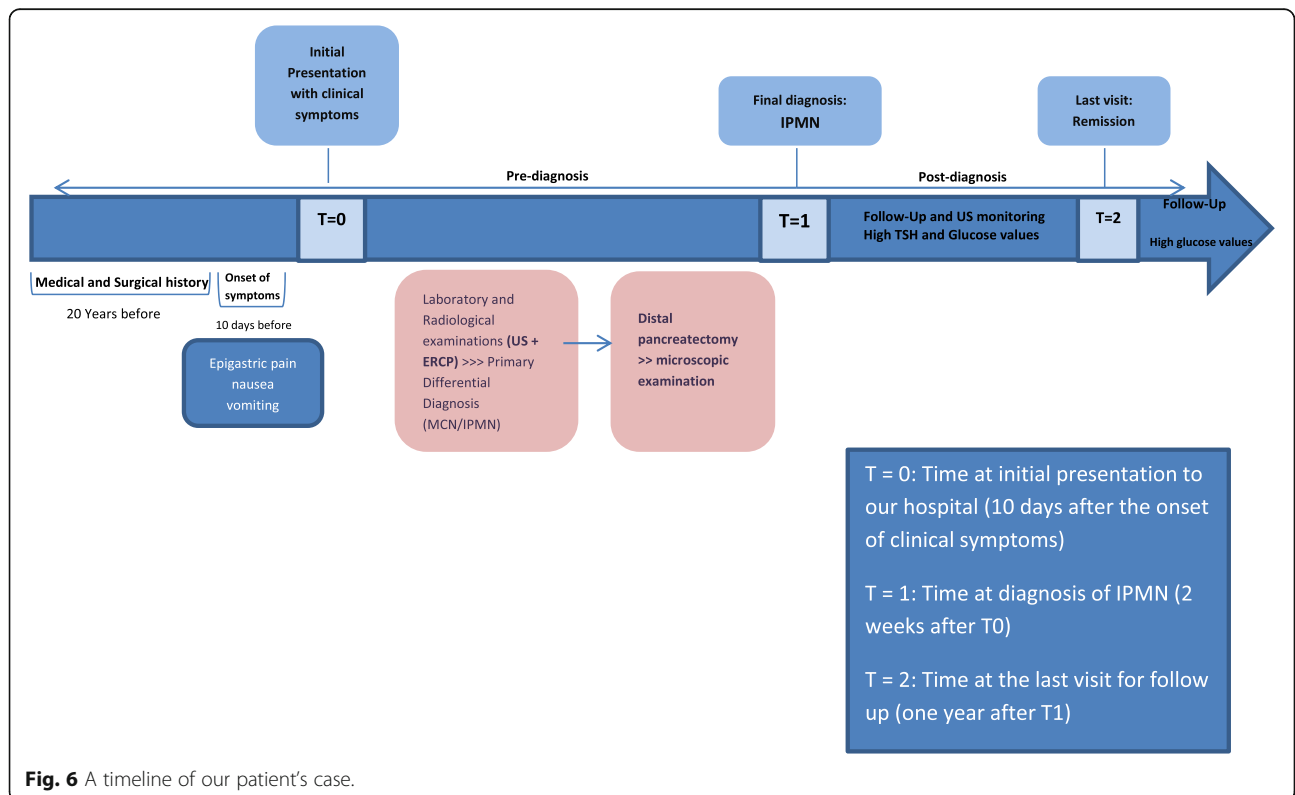 Initial
Presentation
with clinical
symptoms
Final diagnosis:
IPMN
Last visit:
Remission
Pre-diagnosis
Post-diagnosis
T=0
T=1
Follow-Up and US monitoring
High TSH and Glucose values
T=2
Follow-Up
High glucose values
Medical and Surgical history
20 Years before
Onset of
symptoms
10 days before
Epigastric pain
nausea
vomiting
Laboratory and
Radiological
examinations (US +
ERCP) >>> Primary
Differential
Diagnosis
(MCN/IPMN)
Distal
pancreatectomy
>> microscopic
examination
T = 0: Time at initial presentation to
our hospital (10 days after the onset
of clinical symptoms)
T = 1: Time at diagnosis of IPMN (2
weeks after T0)
T = 2: Time at the last visit for follow
up (one year after T1)
Fig. 6 A timeline of our patient's case.